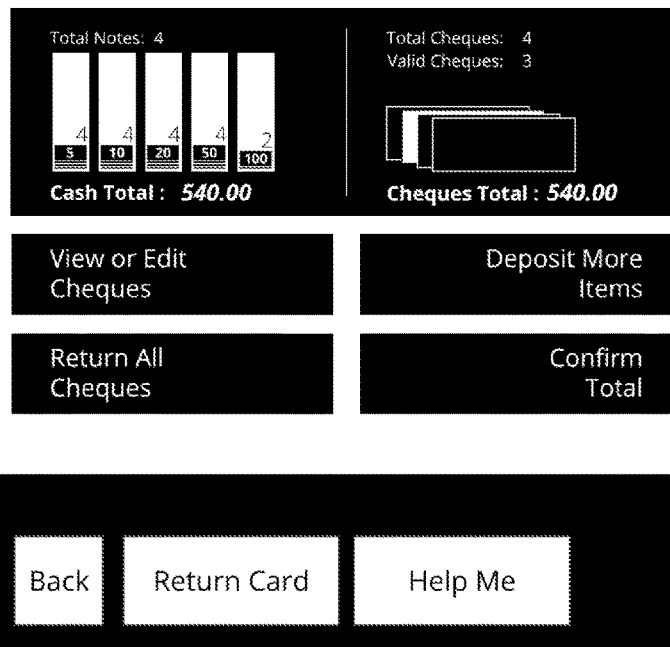 Total Notes: 4
4 4 4 4 2
5 10 20 50 100
Cash Total : 540.00
Total Cheques: 4
Valid Cheques: 3
Cheques Total : 540.00
View or Edit
Cheques
Deposit More
Items
Return All
Cheques
Confirm
Total
Back
Return Card
Help Me